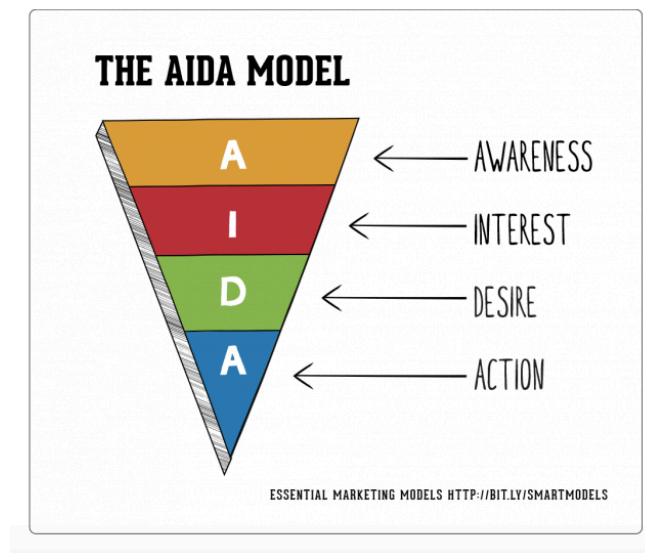 THE AIDA MODEL
A
AWARENESS
I
INTEREST
D
DESIRE
A
ACTION
ESSENTIAL MARKETING MODELS HTTP://BIT.LY/SMARTMODELS